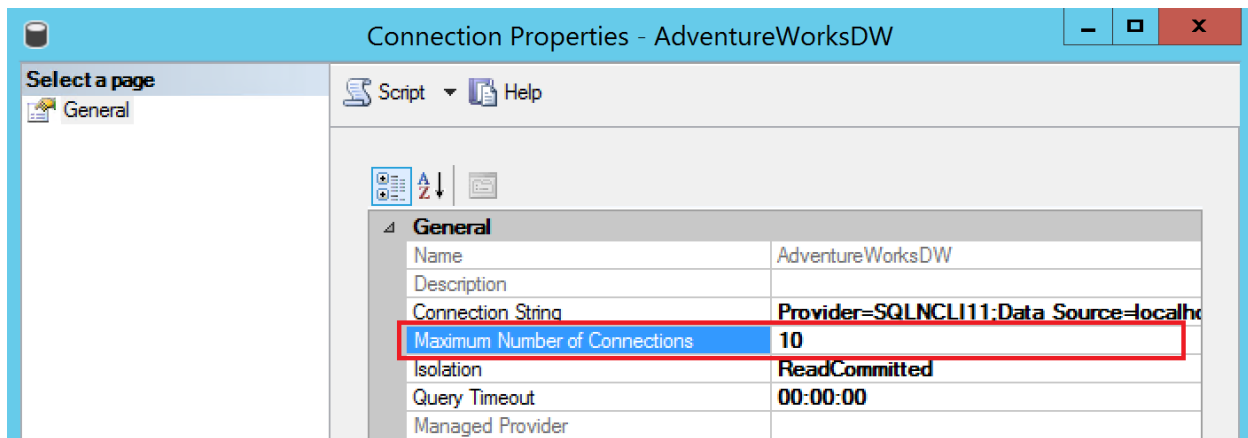 Connection Properties - AdventureWorksDW
Select a page
General
Script Help
General
Name AdventureWorksDW
Description
Connection String Provider=SQLNCLI11;Data Source=localho
Maximum Number of Connections 10
Isolation ReadCommitted
Query Timeout 00:00:00
Managed Provider